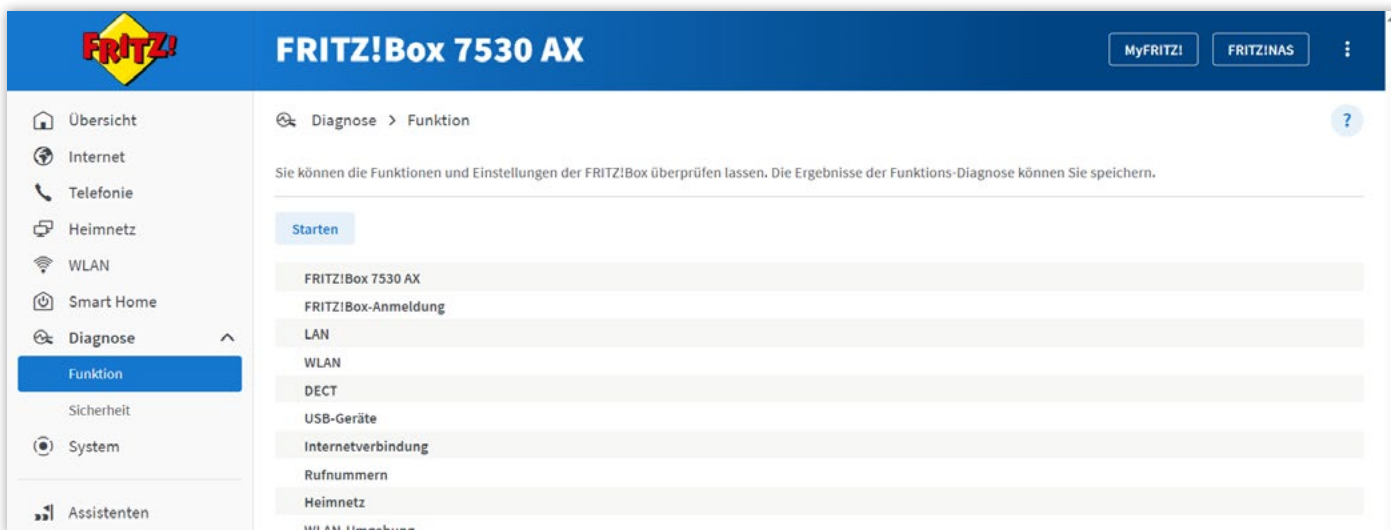 FRITZ!
FRITZ!Box 7530 AX
MyFRITZ!
FRITZ!NAS
Übersicht
Internet
Telefonie
Heimnetz
WLAN
Smart Home
Diagnose
Funktion
Sicherheit
System
Assistenten
Diagnose > Funktion
?
Sie können die Funktionen und Einstellungen der FRITZ!Box überprüfen lassen. Die Ergebnisse der Funktions-Diagnose können Sie speichern.
Starten
FRITZ!Box 7530 AX
FRITZ!Box-Anmeldung
LAN
WLAN
DECT
USB-Geräte
Internetverbindung
Rufnummern
Heimnetz
WLAN-Umgebung